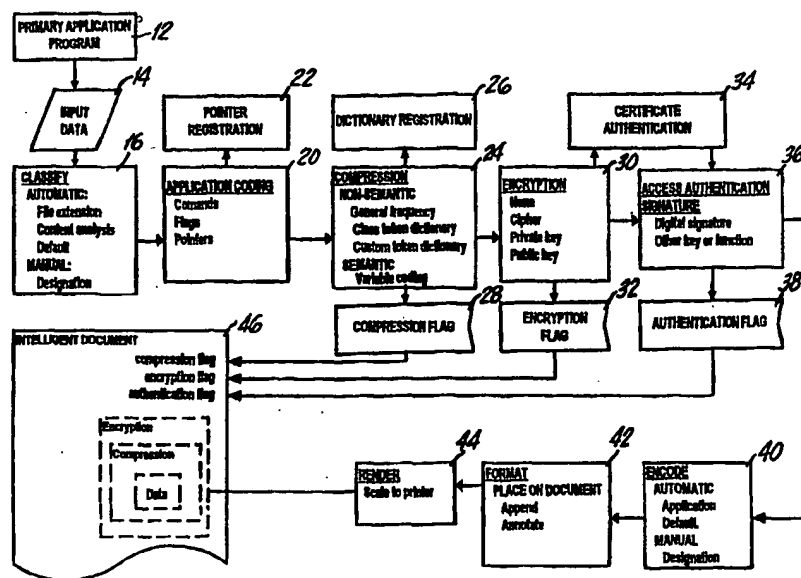 PRIMARY APPLICATION
PROGRAM
12
14
INPUT
DATA
22
POINTER
REGISTRATION
26
DICTIONARY REGISTRATION
34
CERTIFICATE
AUTHENTICATION
16
CLASSIFY
AUTOMATIC:
File extension
Content analysis
Default
MANUAL:
Designation
20
APPLICATION CODING
Comands
Flags
Pointers
24
COMPRESSION
NON-SEMANTIC
General frequency
Class token dictionary
Custom token dictionary
SEMANTIC
Variable coding
30
ENCRYPTION
None
Cipher
Private key
Public key
36
ACCESS AUTHENTICATION
SIGNATURE
Digital signature
Other key or function
28
COMPRESSION FLAG
32
ENCRYPTION
FLAG
38
AUTHENTICATION FLAG
46
INTELLIGENT DOCUMENT
compression flag
encryption flag
authentication flag
Encryption
Compression
Data
44
RENDER
Scale to printer
42
FORMAT
PLACE ON DOCUMENT
Append
Annotate
40
ENCODE
AUTOMATIC
Application
Default
MANUAL
Designation